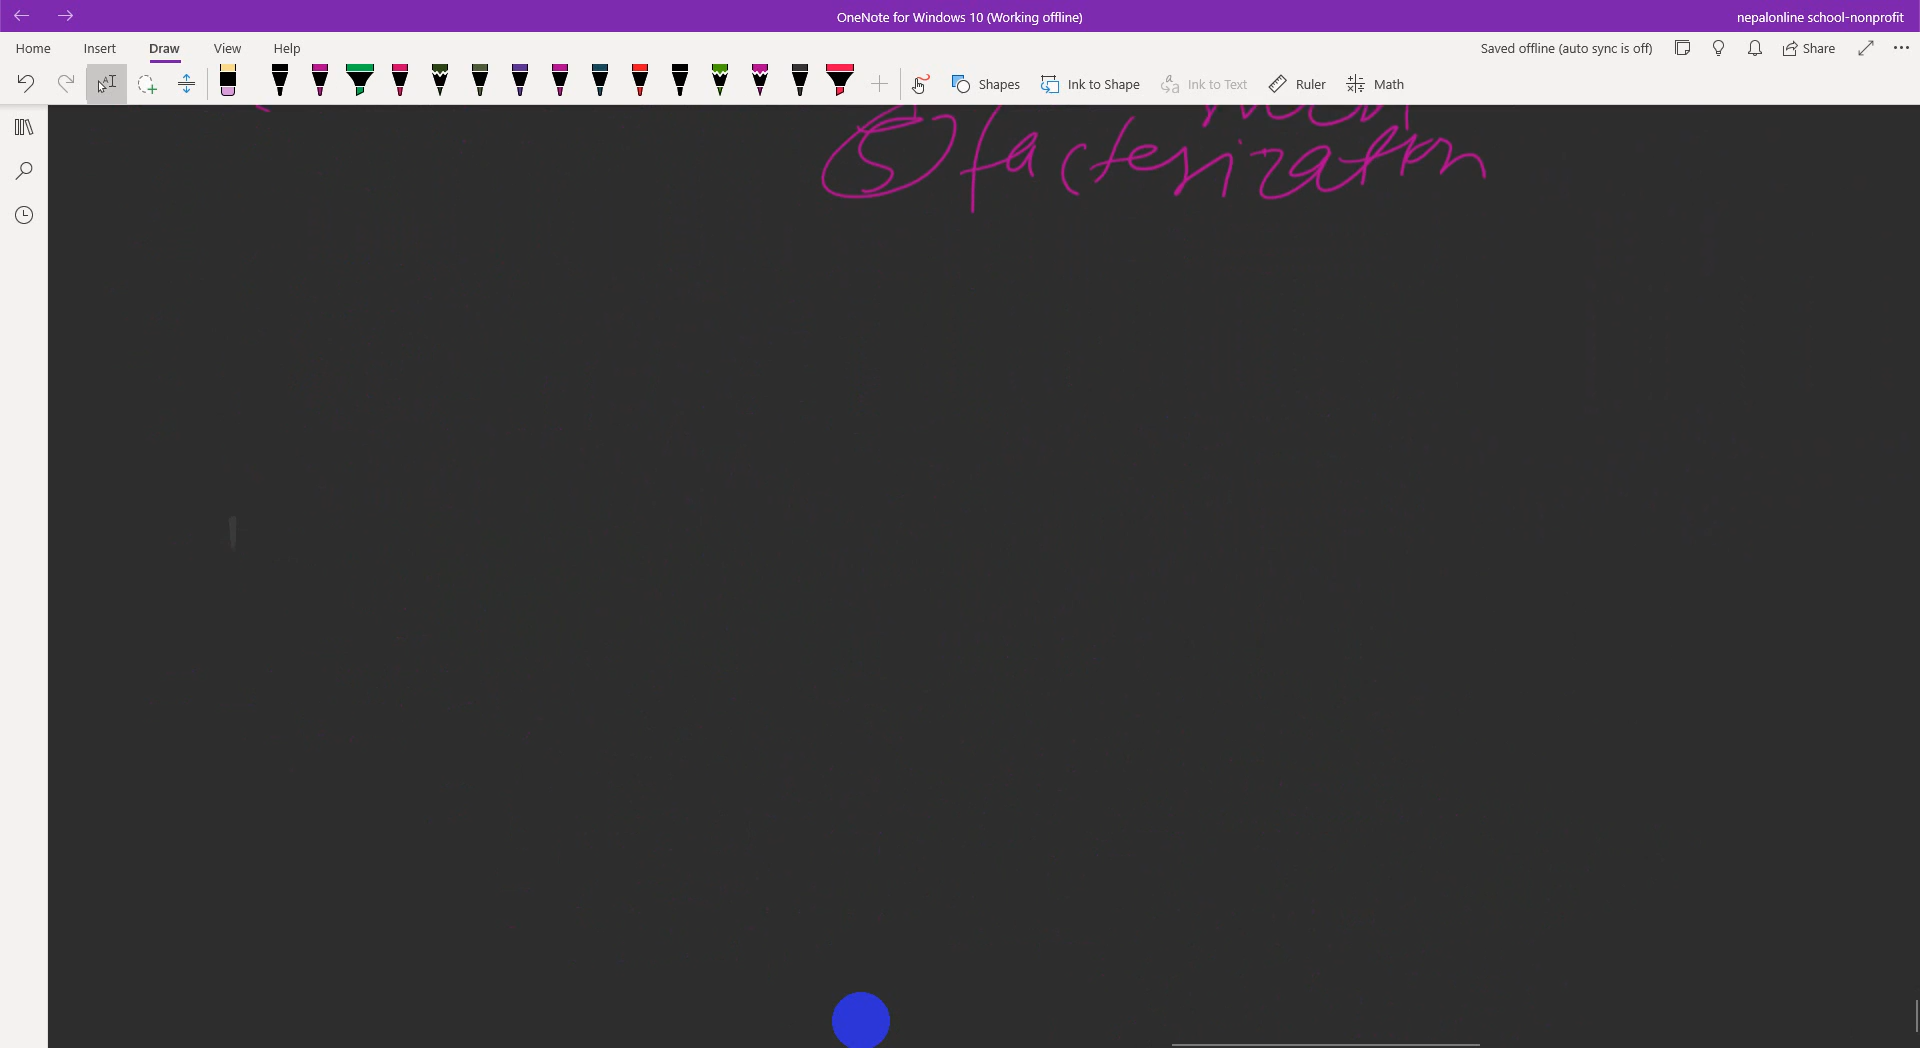 OneNote for Windows 10 (Working offline)
nepalonline school-nonprofit
Home Insert Draw View Help
Saved offline (auto sync is off) Share
Shapes Ink to Shape Ink to Text Ruler Math
5) facterization